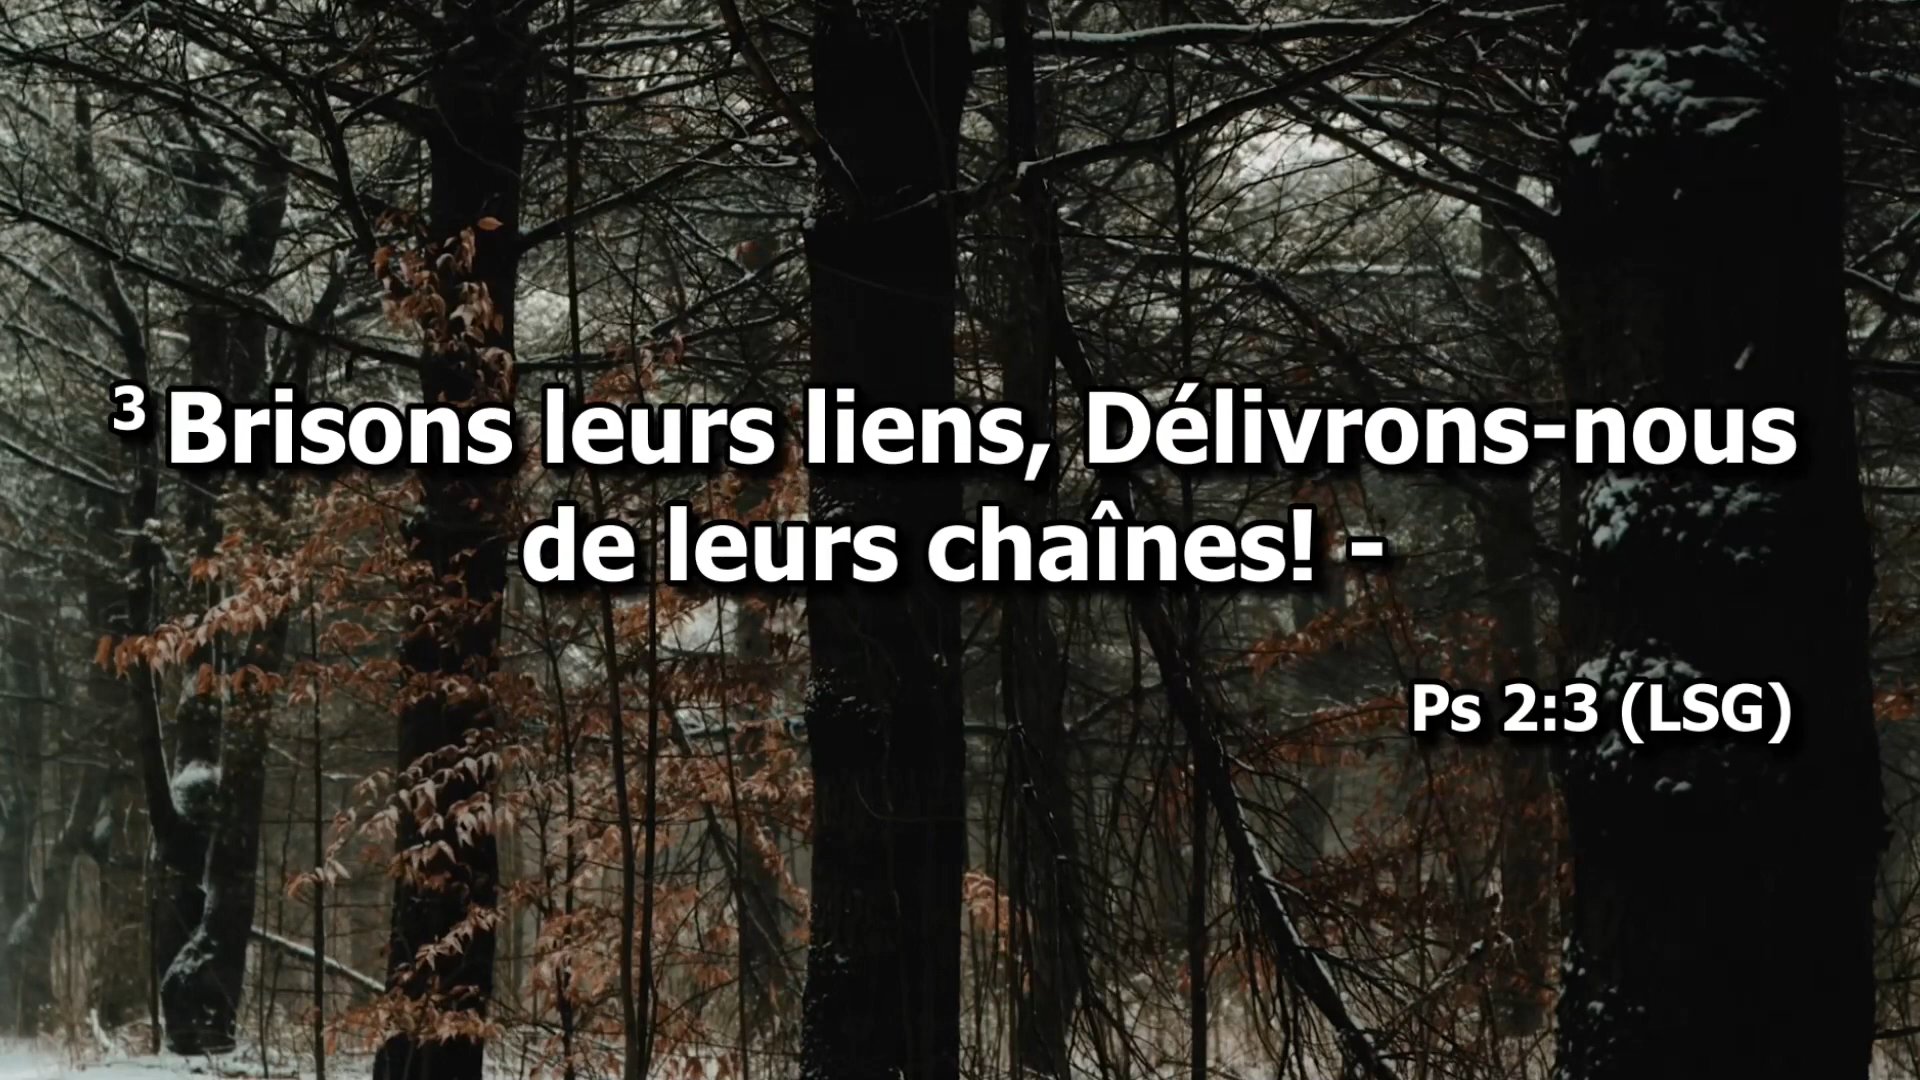 ³ Brisons leurs liens, Délivrons-nous
de leurs chaînes! -
Ps 2:3 (LSG)